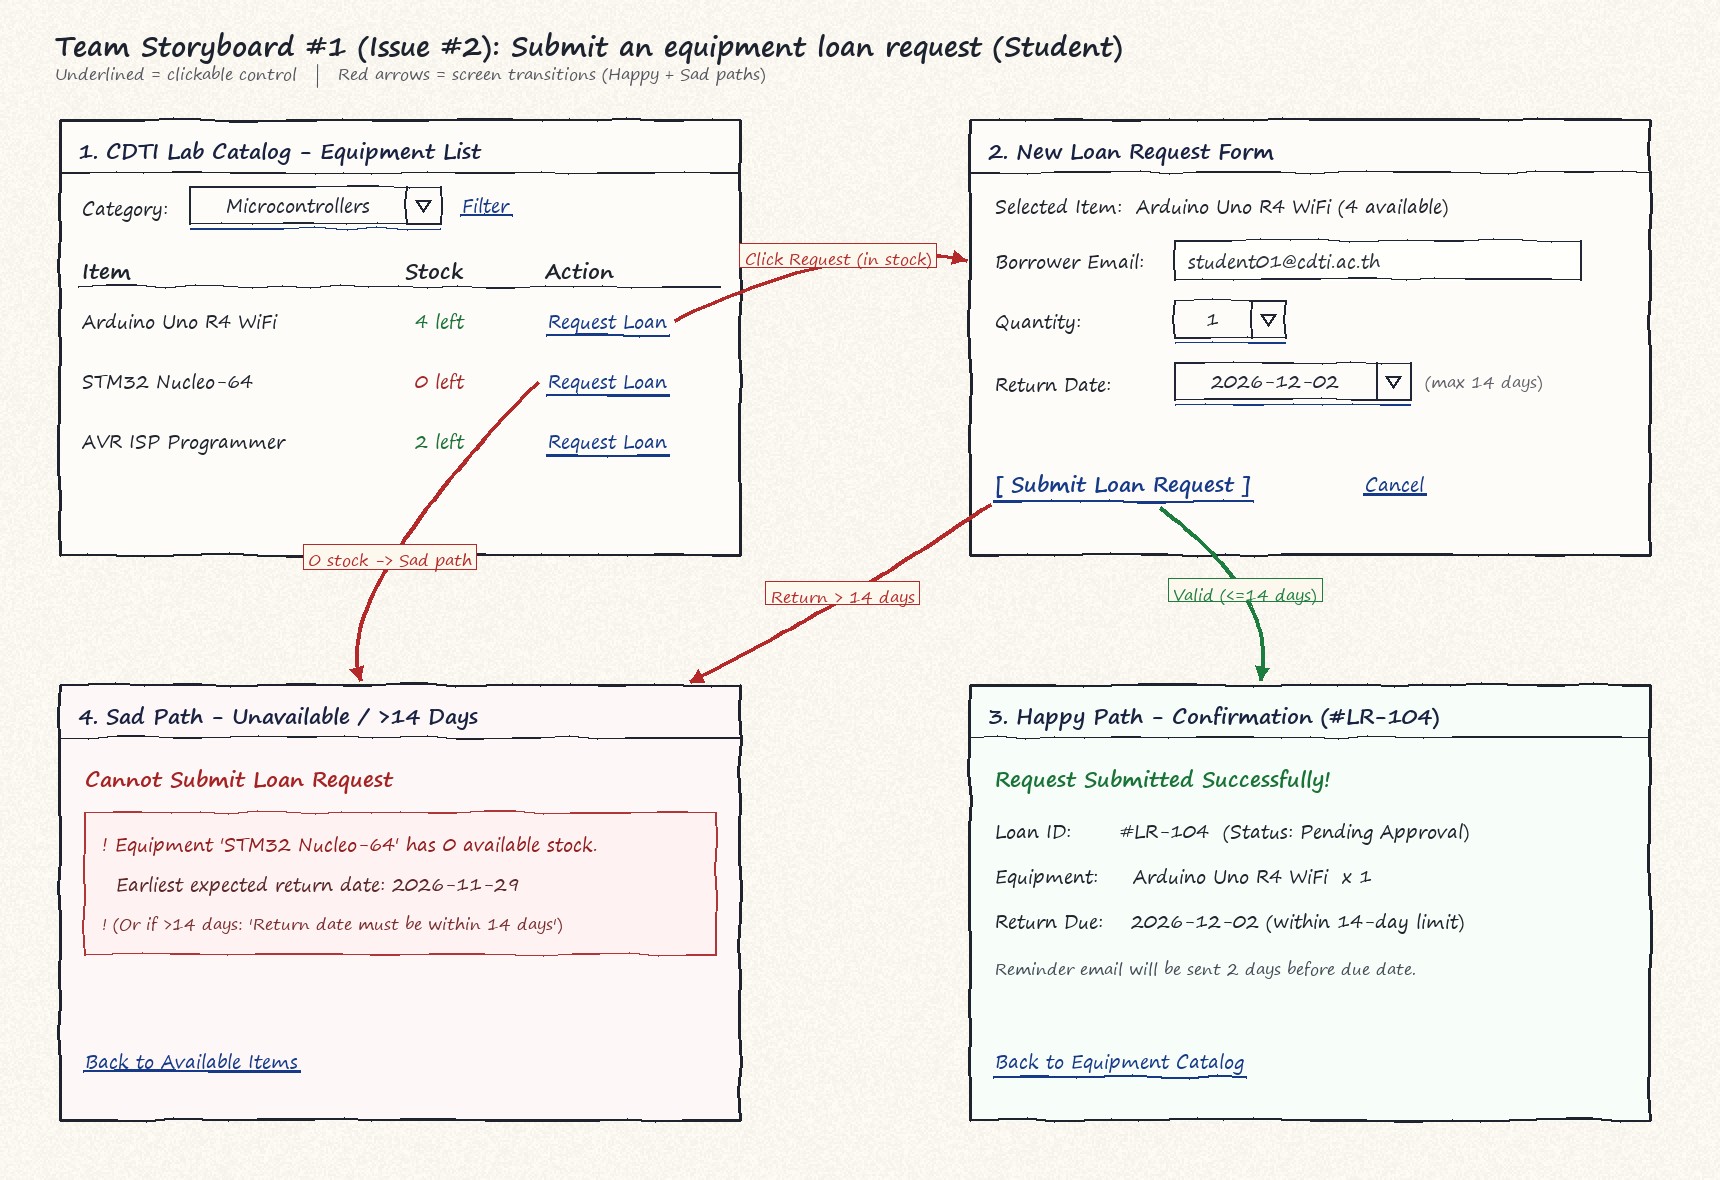 Team Storyboard #1 (Issue #2): Submit an equipment loan request (Student)
Underlined = clickable control | Red arrows = screen transitions (Happy + Sad paths)
1. CDTI Lab Catalog - Equipment List
Category: Microcontrollers Filter
Item Stock Action
Arduino Uno R4 WiFi 4 left Request Loan
STM32 Nucleo-64 0 left Request Loan
AVR ISP Programmer 2 left Request Loan
Click Request (in stock)
2. New Loan Request Form
Selected Item: Arduino Uno R4 WiFi (4 available)
Borrower Email: student01@cdti.ac.th
Quantity: 1
Return Date: 2026-12-02 (max 14 days)
[ Submit Loan Request ] Cancel
0 stock -> Sad path
Return > 14 days
Valid (<=14 days)
4. Sad Path - Unavailable / >14 Days
Cannot Submit Loan Request
! Equipment 'STM32 Nucleo-64' has 0 available stock.
Earliest expected return date: 2026-11-29
! (Or if >14 days: 'Return date must be within 14 days')
Back to Available Items
3. Happy Path - Confirmation (#LR-104)
Request Submitted Successfully!
Loan ID: #LR-104 (Status: Pending Approval)
Equipment: Arduino Uno R4 WiFi x 1
Return Due: 2026-12-02 (within 14-day limit)
Reminder email will be sent 2 days before due date.
Back to Equipment Catalog